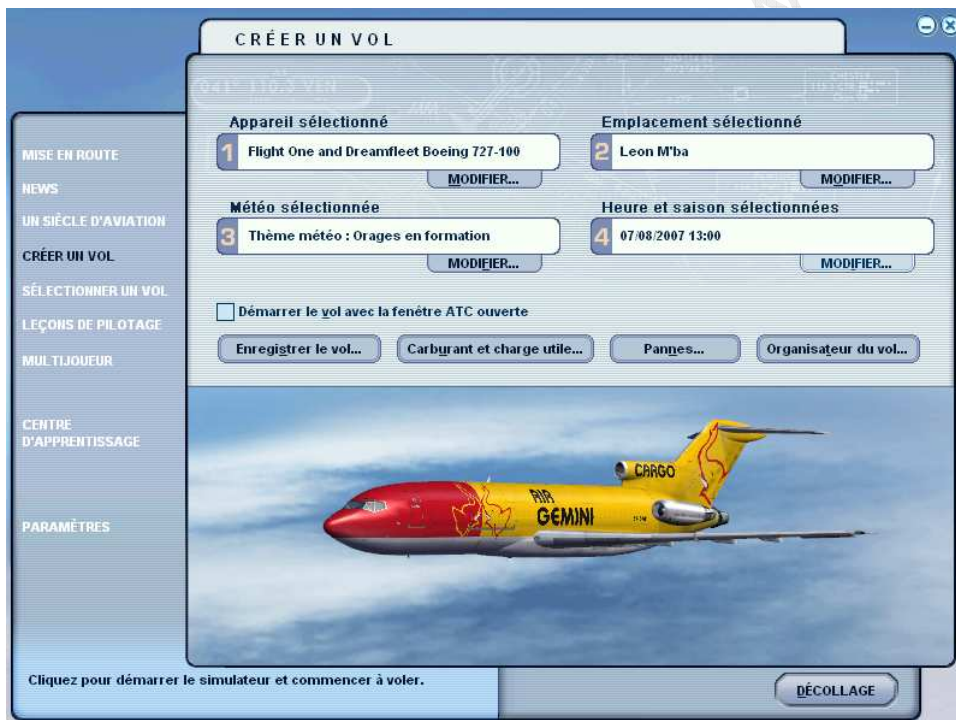 CRÉER UN VOL
Appareil sélectionné
1 Flight One and Dreamfleet Boeing 727-100
MODIFIER...
Emplacement sélectionné
2 Leon M'ba
MODIFIER...
Météo sélectionnée
3 Thème météo : Orages en formation
MODIFIER...
Heure et saison sélectionnées
4 07/08/2007 13:00
MODIFIER...
Démarrer le vol avec la fenêtre ATC ouverte
Enregistrer le vol...
Carburant et charge utile...
Pannes...
Organisateur du vol...
MISE EN ROUTE
NEWS
UN SIÈCLE D'AVIATION
CRÉER UN VOL
SÉLECTIONNER UN VOL
LEÇONS DE PILOTAGE
MULTIJOUEUR
CENTRE
D'APPRENTISSAGE
PARAMÈTRES
CARGO
AIR
GEMINI
Cliquez pour démarrer le simulateur et commencer à voler.
DÉCOLLAGE